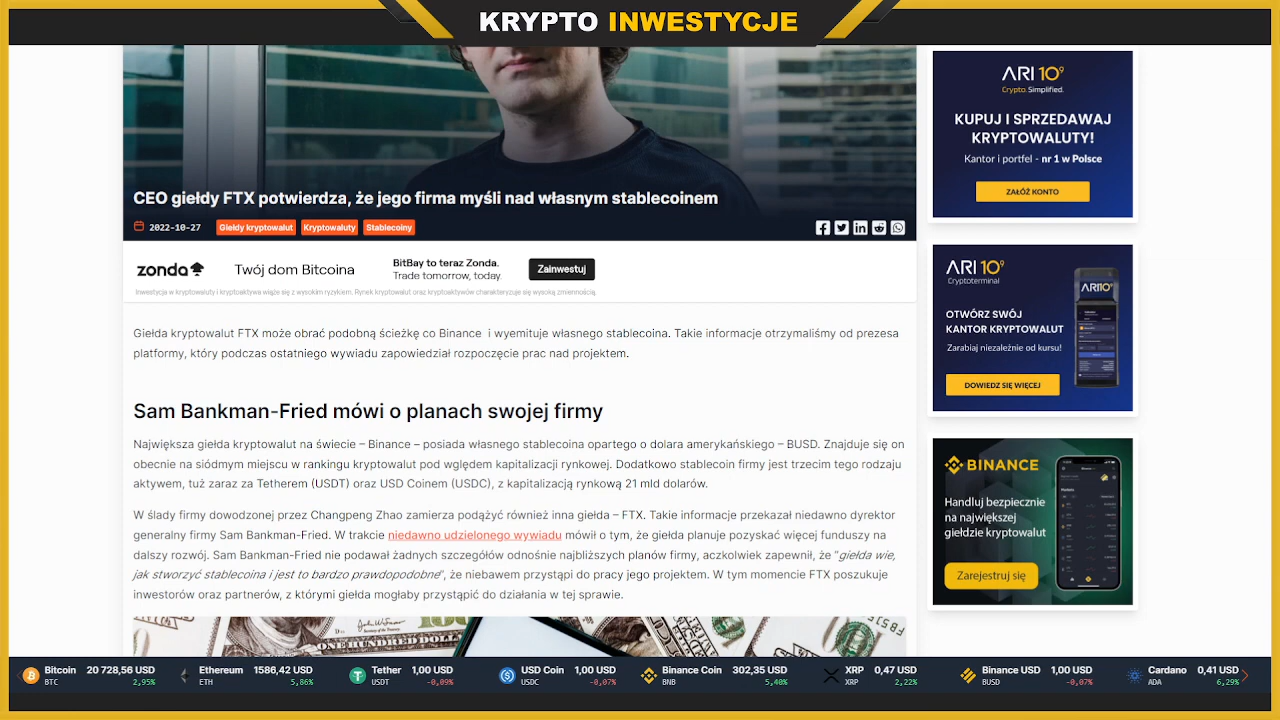 KRYPTO INWESTYCJE
CEO giełdy FTX potwierdza, że jego firma myśli nad własnym stablecoinem
2022-10-27 Giełdy kryptowalut Kryptowaluty Stablecoiny
zonda Twój dom Bitcoina BitBay to teraz Zonda. Trade tomorrow, today. Zainwestuj
Inwestycja w kryptowaluty i kryptoaktywa wiąże się z wysokim ryzykiem. Rynek kryptowalut oraz kryptoaktywów charakteryzuje się wysoką zmiennością.
Giełda kryptowalut FTX może obrać podobną ścieżkę co Binance i wyemituje własnego stablecoina. Takie informacje otrzymaliśmy od prezesa
platformy, który podczas ostatniego wywiadu zapowiedział rozpoczęcie prac nad projektem.
Sam Bankman-Fried mówi o planach swojej firmy
Największa giełda kryptowalut na świecie – Binance – posiada własnego stablecoina opartego o dolara amerykańskiego – BUSD. Znajduje się on
obecnie na siódmym miejscu w rankingu kryptowalut pod względem kapitalizacji rynkowej. Dodatkowo stablecoin firmy jest trzecim tego rodzaju
aktywem, tuż zaraz za Tetherem (USDT) oraz USD Coinem (USDC), z kapitalizacją rynkową 21 mld dolarów.
W ślady firmy dowodzonej przez Changpeng Zhao zamierza podążyć również inna giełda – FTX. Takie informacje przekazał niedawno dyrektor
generalny firmy Sam Bankman-Fried. W trakcie niedawno udzielonego wywiadu mówił o tym, że giełda planuje pozyskać więcej funduszy na
dalszy rozwój. Sam Bankman-Fried nie podawał żadnych szczegółów odnośnie najbliższych planów firmy, aczkolwiek zapewnił, że "giełda wie,
jak stworzyć stablecoina i jest to bardzo prawdopodobne", że niebawem przystąpi do pracy jego projektem. W tym momencie FTX poszukuje
inwestorów oraz partnerów, z którymi giełda mogłaby przystąpić do działania w tej sprawie.
ONE HUNDRED DOLLARS
ARI 10⁹
Crypto. Simplified.
KUPUJ I SPRZEDAWAJ
KRYPTOWALUTY!
Kantor i portfel - nr 1 w Polsce
ZAŁÓŻ KONTO
ARI 10⁹
Cryptoterminal
ARI10⁹
OTWÓRZ SWÓJ
KANTOR KRYPTOWALUT
Zarabiaj niezależnie od kursu!
DOWIEDZ SIĘ WIĘCEJ
BINANCE
Handluj bezpiecznie
na największej
giełdzie kryptowalut
Zarejestruj się
Bitcoin 20 728,56 USD Ethereum 1586,42 USD Tether 1,00 USD USD Coin 1,00 USD Binance Coin 302,35 USD XRP 0,47 USD Binance USD 1,00 USD Cardano 0,41 USD
BTC 2,95% ETH 5,86% USDT -0,09% USDC -0,07% BNB 5,40% XRP 2,22% BUSD -0,07% ADA 6,29%